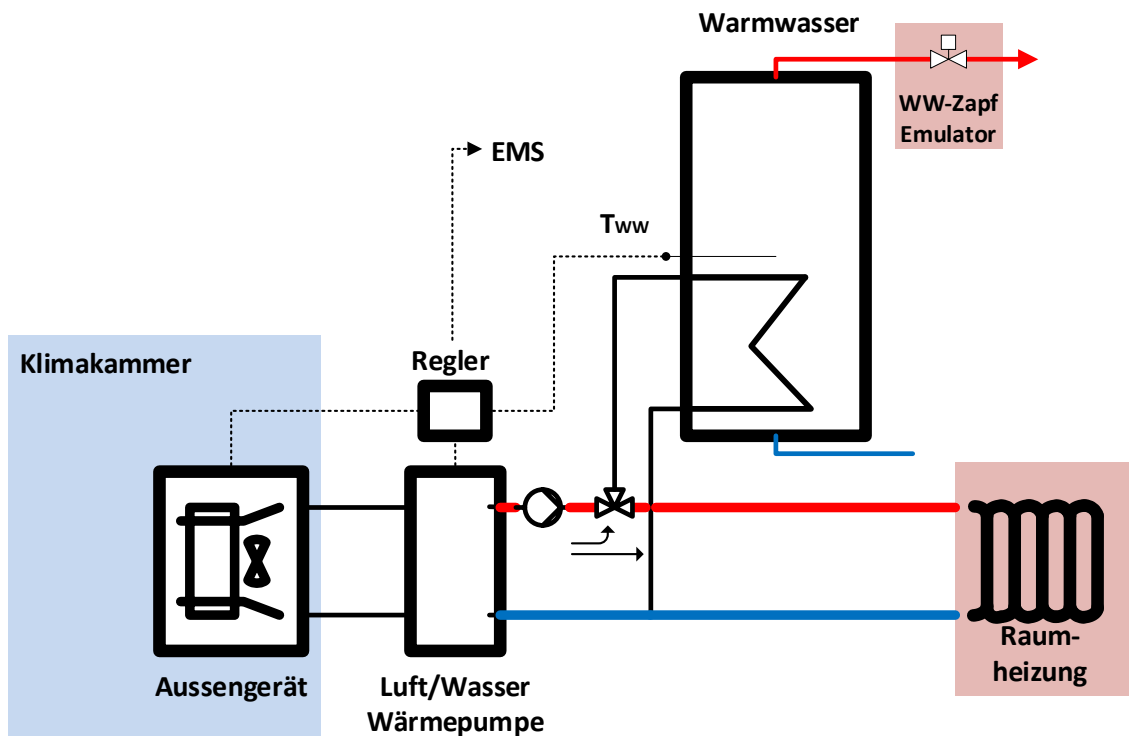 Warmwasser
WW-Zapf
Emulator
EMS
Tww
Klimakammer
Regler
Aussengerät
Luft/Wasser
Wärmepumpe
Raum-
heizung